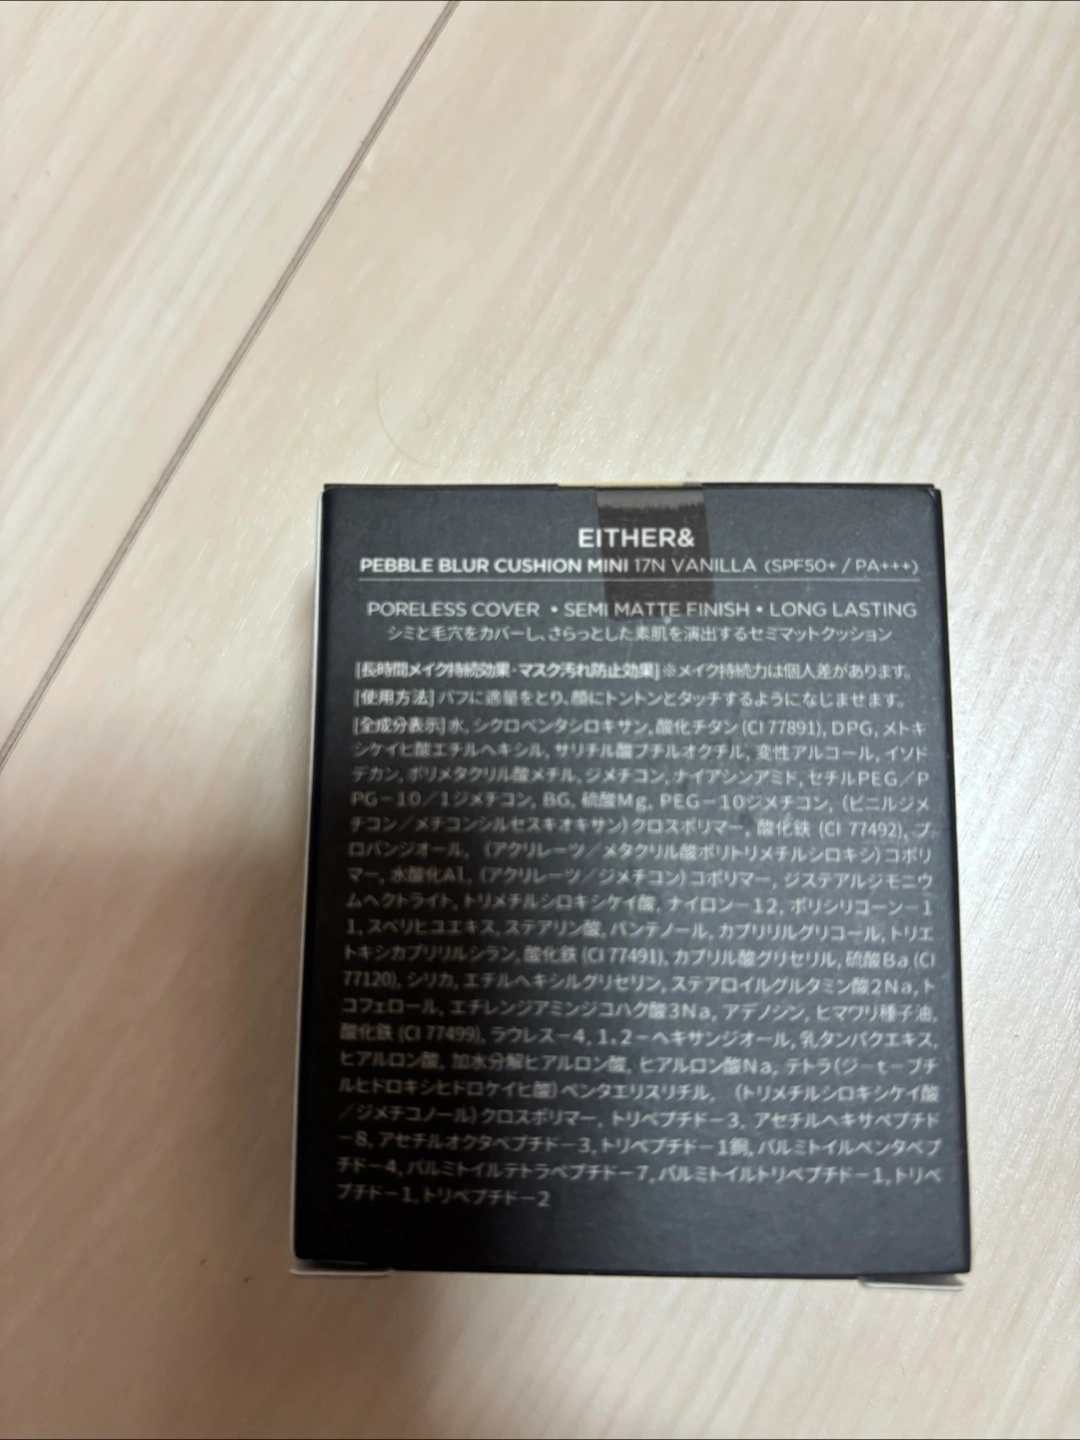 EITHER&
PEBBLE BLUR CUSHION MINI 17N VANILLA (SPF50+ / PA+++)
PORELESS COVER • SEMI MATTE FINISH • LONG LASTING
シミと毛穴をカバーし、さらっとした素肌を演出するセミマットクッション
[長時間メイク持続効果·マスク汚れ防止効果]※メイク持続力は個人差があります。
[使用方法] パフに適量をとり、顔にトントンとタッチするようになじませます。
[全成分表示]水, シクロペンタシロキサン, 酸化チタン(CI 77891), DPG, メトキ
シケイヒ酸エチルヘキシル, サリチル酸ブチルオクチル, 変性アルコール, イソド
デカン, ポリメタクリル酸メチル, ジメチコン, ナイアシンアミド, セチルPEG／P
PG－10／1ジメチコン, BG, 硫酸Mg, PEG－10ジメチコン, （ビニルジメ
チコン／メチコンシルセスキオキサン）クロスポリマー, 酸化鉄 (CI 77492), プ
ロパンジオール, （アクリレーツ／メタクリル酸ポリトリメチルシロキシ）コポリ
マー, 水酸化Al, （アクリレーツ／ジメチコン）コポリマー, ジステアルジモニウ
ムヘクトライト, トリメチルシロキシケイ酸, ナイロン－12, ポリシリコーン－1
1, スベリヒユエキス, ステアリン酸, パンテノール, カプリリルグリコール, トリエ
トキシカプリリルシラン, 酸化鉄 (CI 77491), カプリル酸グリセリル, 硫酸Ba (CI
77120), シリカ, エチルヘキシルグリセリン, ステアロイルグルタミン酸2Na, ト
コフェロール, エチレンジアミンジコハク酸3Na, アデノシン, ヒマワリ種子油,
酸化鉄 (CI 77499), ラウレス－4, 1, 2－ヘキサンジオール, 乳タンパクエキス,
ヒアルロン酸, 加水分解ヒアルロン酸, ヒアルロン酸Na, テトラ（ジ－t－ブチ
ルヒドロキシヒドロケイヒ酸）ペンタエリスリチル, （トリメチルシロキシケイ酸
／ジメチコノール）クロスポリマー, トリペプチド－3, アセチルヘキサペプチド
－8, アセチルオクタペプチド－3, トリペプチド－1銅, パルミトイルペンタペプ
チド－4, パルミトイルテトラペプチド－7, パルミトイルトリペプチド－1, トリペ
プチド－1, トリペプチド－2